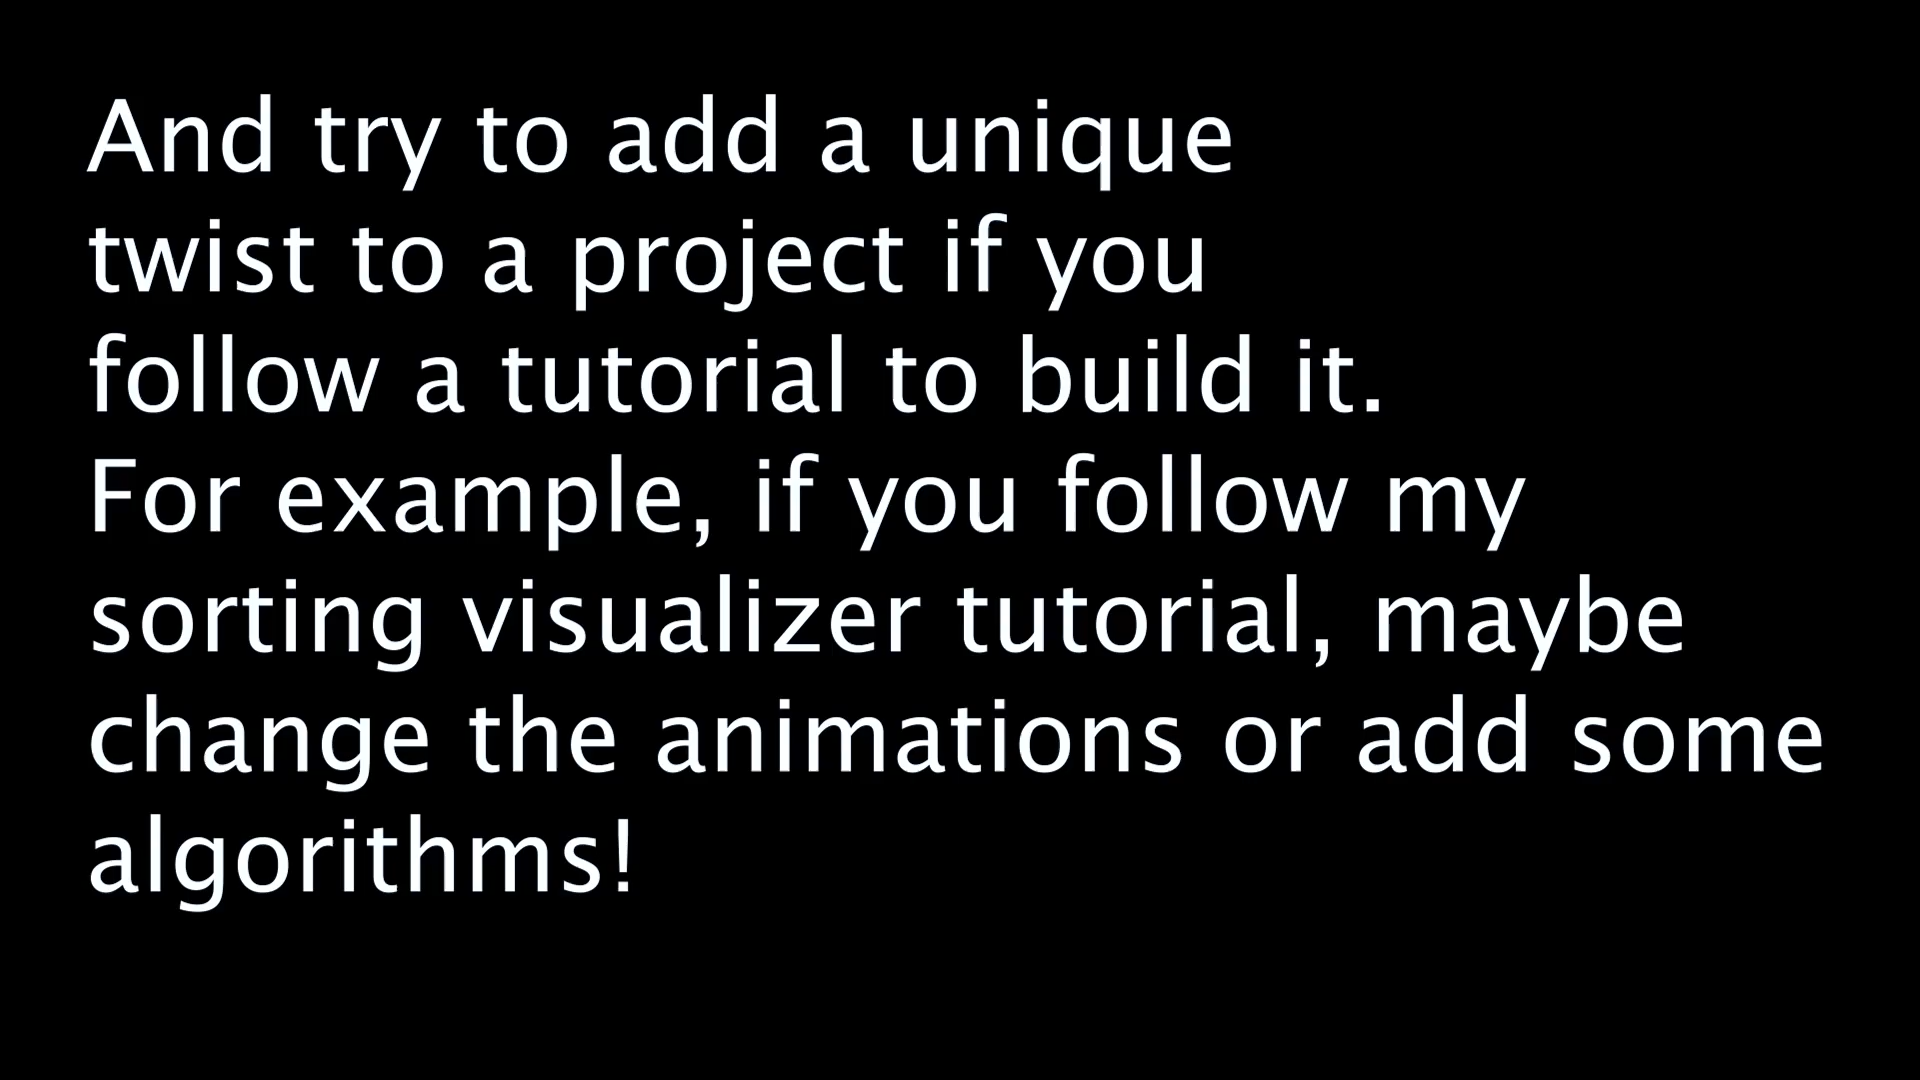 And try to add a unique
twist to a project if you
follow a tutorial to build it.
For example, if you follow my
sorting visualizer tutorial, maybe
change the animations or add some
algorithms!